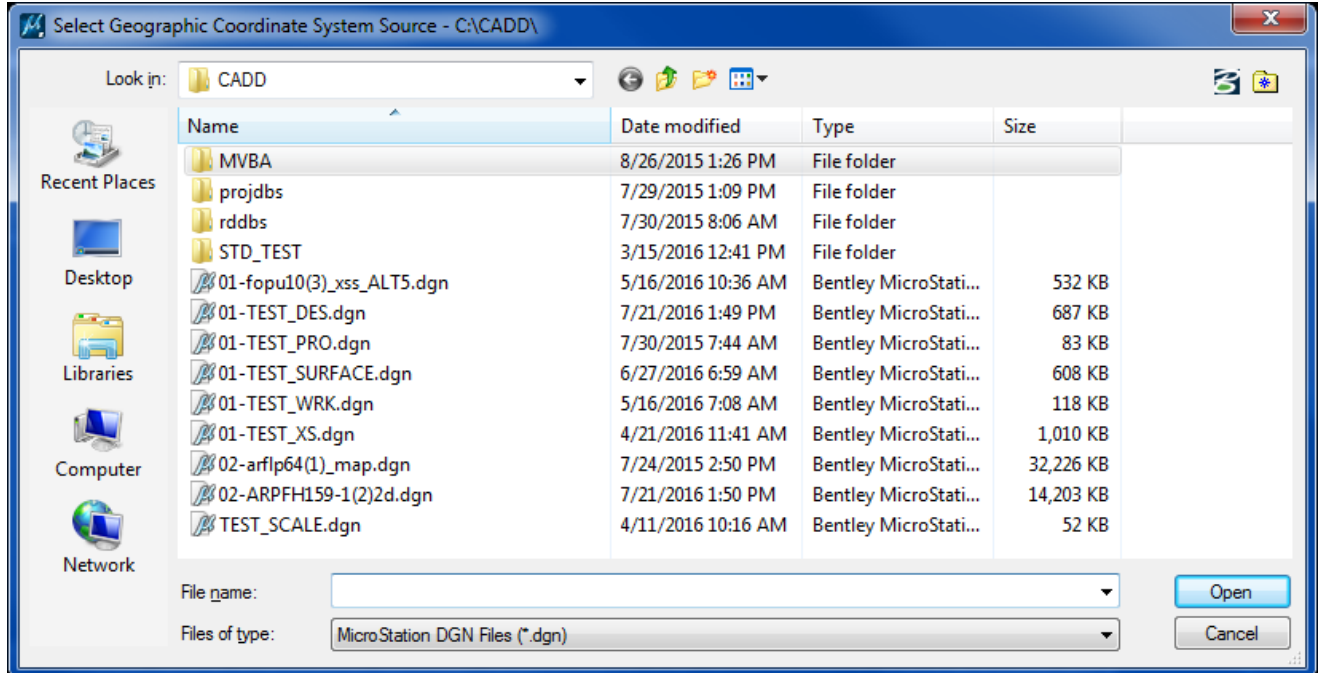 Select Geographic Coordinate System Source - C:\CADD\
Look in: CADD
Name Date modified Type Size
MVBA 8/26/2015 1:26 PM File folder
projdbs 7/29/2015 1:09 PM File folder
rddbs 7/30/2015 8:06 AM File folder
STD_TEST 3/15/2016 12:41 PM File folder
01-fopu10(3)_xss_ALT5.dgn 5/16/2016 10:36 AM Bentley MicroStati... 532 KB
01-TEST_DES.dgn 7/21/2016 1:49 PM Bentley MicroStati... 687 KB
01-TEST_PRO.dgn 7/30/2015 7:44 AM Bentley MicroStati... 83 KB
01-TEST_SURFACE.dgn 6/27/2016 6:59 AM Bentley MicroStati... 608 KB
01-TEST_WRK.dgn 5/16/2016 7:08 AM Bentley MicroStati... 118 KB
01-TEST_XS.dgn 4/21/2016 11:41 AM Bentley MicroStati... 1,010 KB
02-arflp64(1)_map.dgn 7/24/2015 2:50 PM Bentley MicroStati... 32,226 KB
02-ARPFH159-1(2)2d.dgn 7/21/2016 1:50 PM Bentley MicroStati... 14,203 KB
TEST_SCALE.dgn 4/11/2016 10:16 AM Bentley MicroStati... 52 KB
Recent Places
Desktop
Libraries
Computer
Network
File name: Open
Files of type: MicroStation DGN Files (*.dgn) Cancel